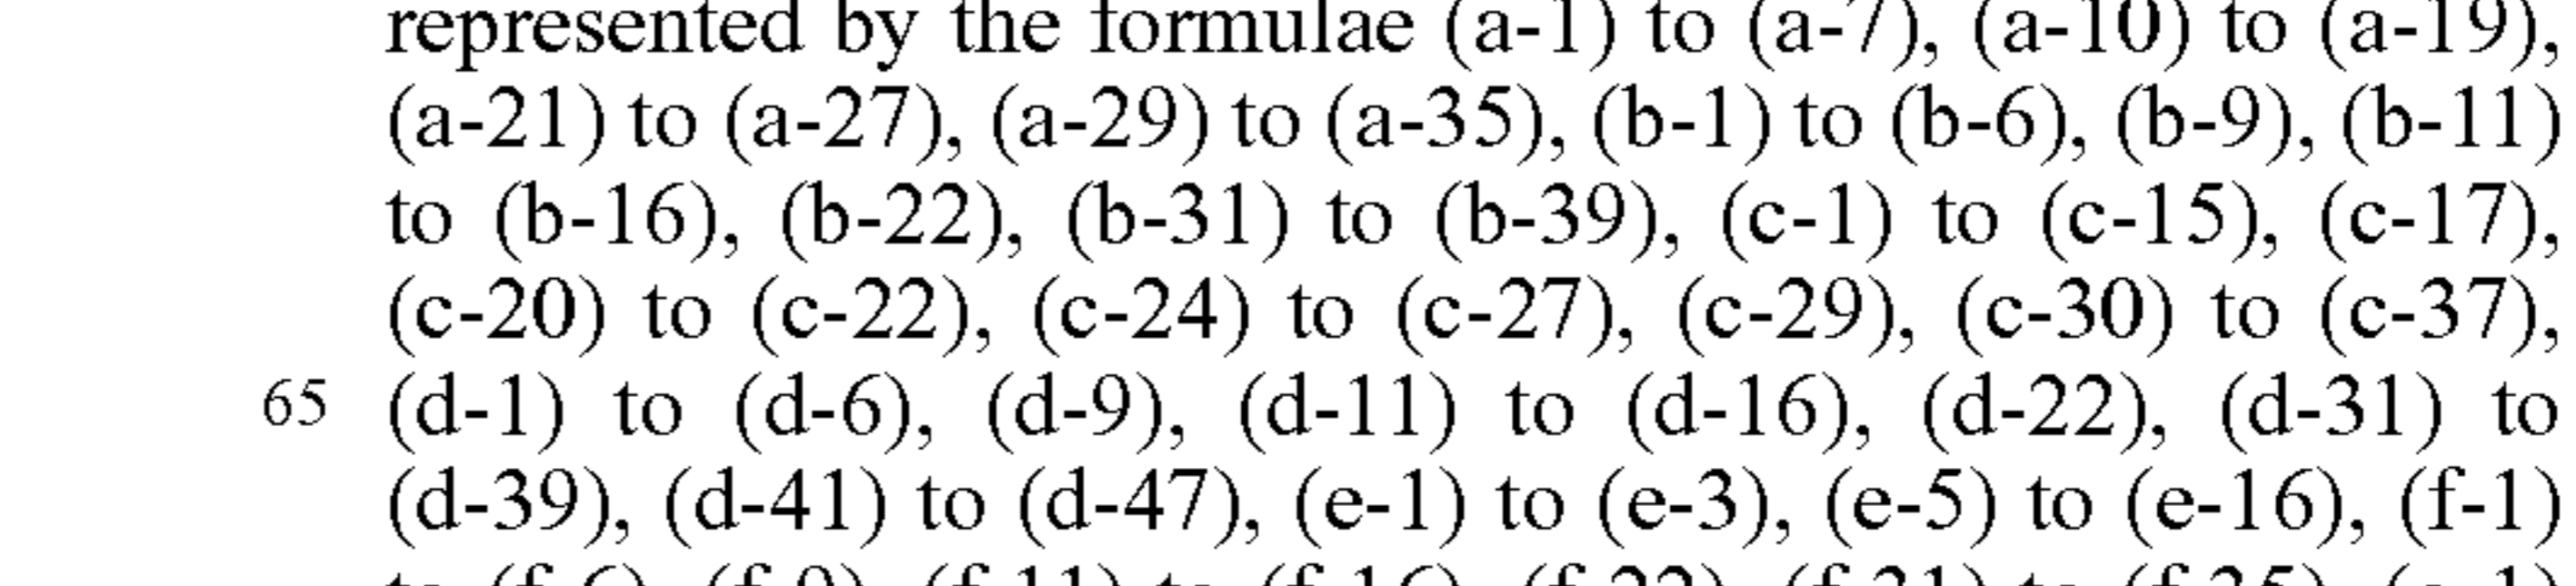 represented by the formulae (a-1) to (a-7), (a-10) to (a-19),
(a-21) to (a-27), (a-29) to (a-35), (b-1) to (b-6), (b-9), (b-11)
to (b-16), (b-22), (b-31) to (b-39), (c-1) to (c-15), (c-17),
(c-20) to (c-22), (c-24) to (c-27), (c-29), (c-30) to (c-37),
65 (d-1) to (d-6), (d-9), (d-11) to (d-16), (d-22), (d-31) to
(d-39), (d-41) to (d-47), (e-1) to (e-3), (e-5) to (e-16), (f-1)